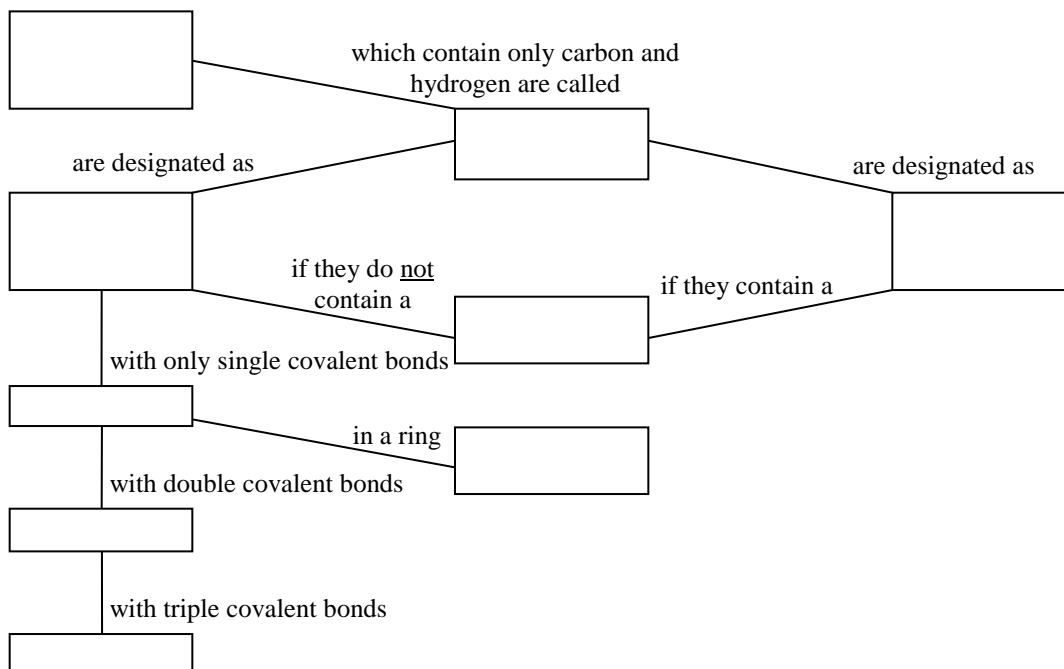 which contain only carbon and
hydrogen are called
are designated as
are designated as
if they do not
contain a
if they contain a
with only single covalent bonds
in a ring
with double covalent bonds
with triple covalent bonds